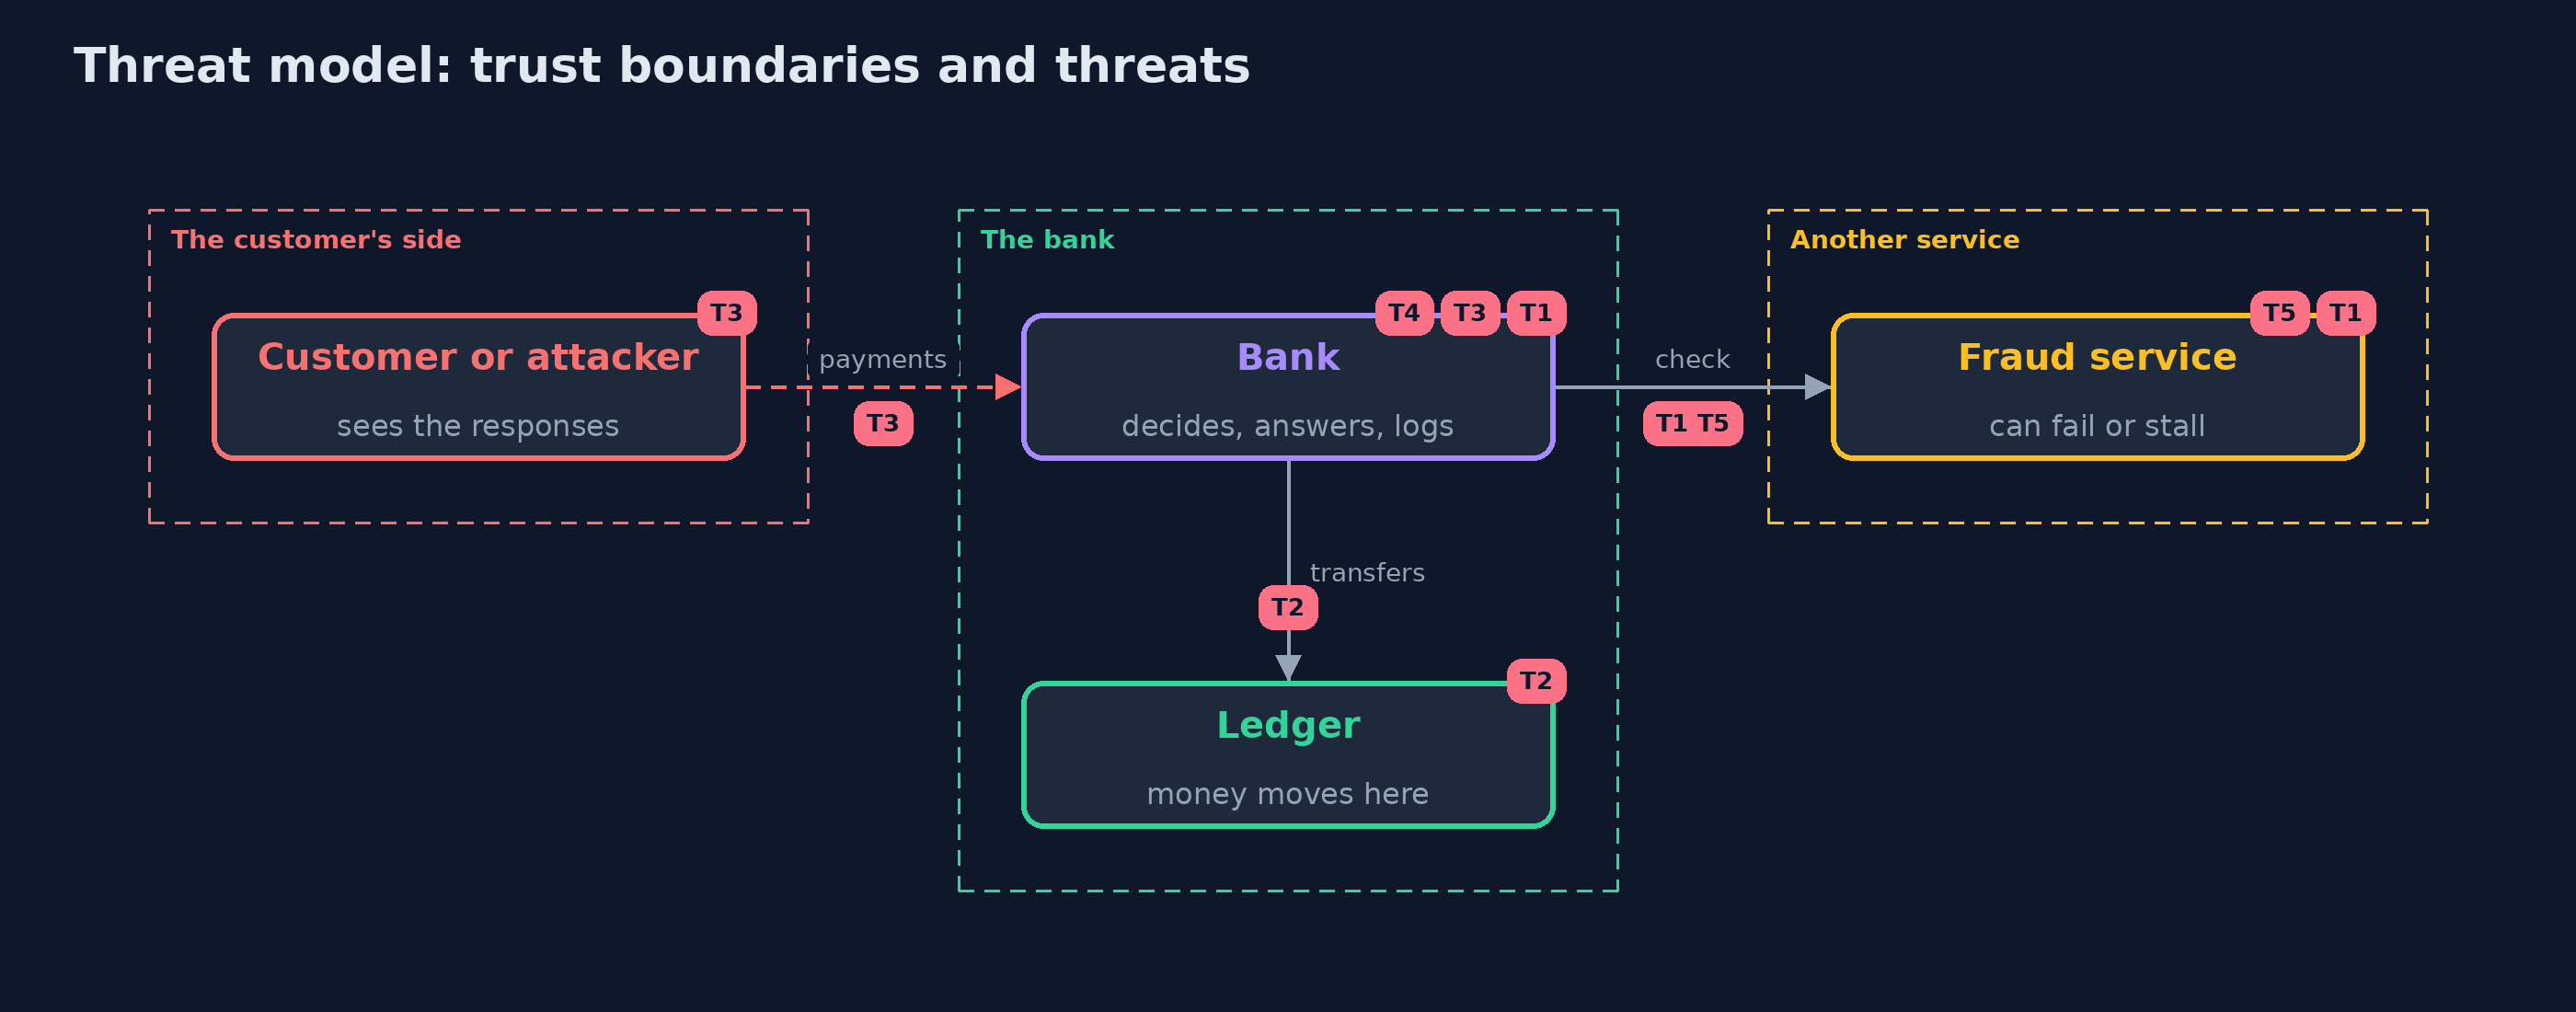 Threat model: trust boundaries and threats
The customer's side
T3
Customer or attacker
sees the responses
payments
T3
The bank
T4 T3 T1
Bank
decides, answers, logs
check
T1 T5
Another service
T5 T1
Fraud service
can fail or stall
transfers
T2
T2
Ledger
money moves here